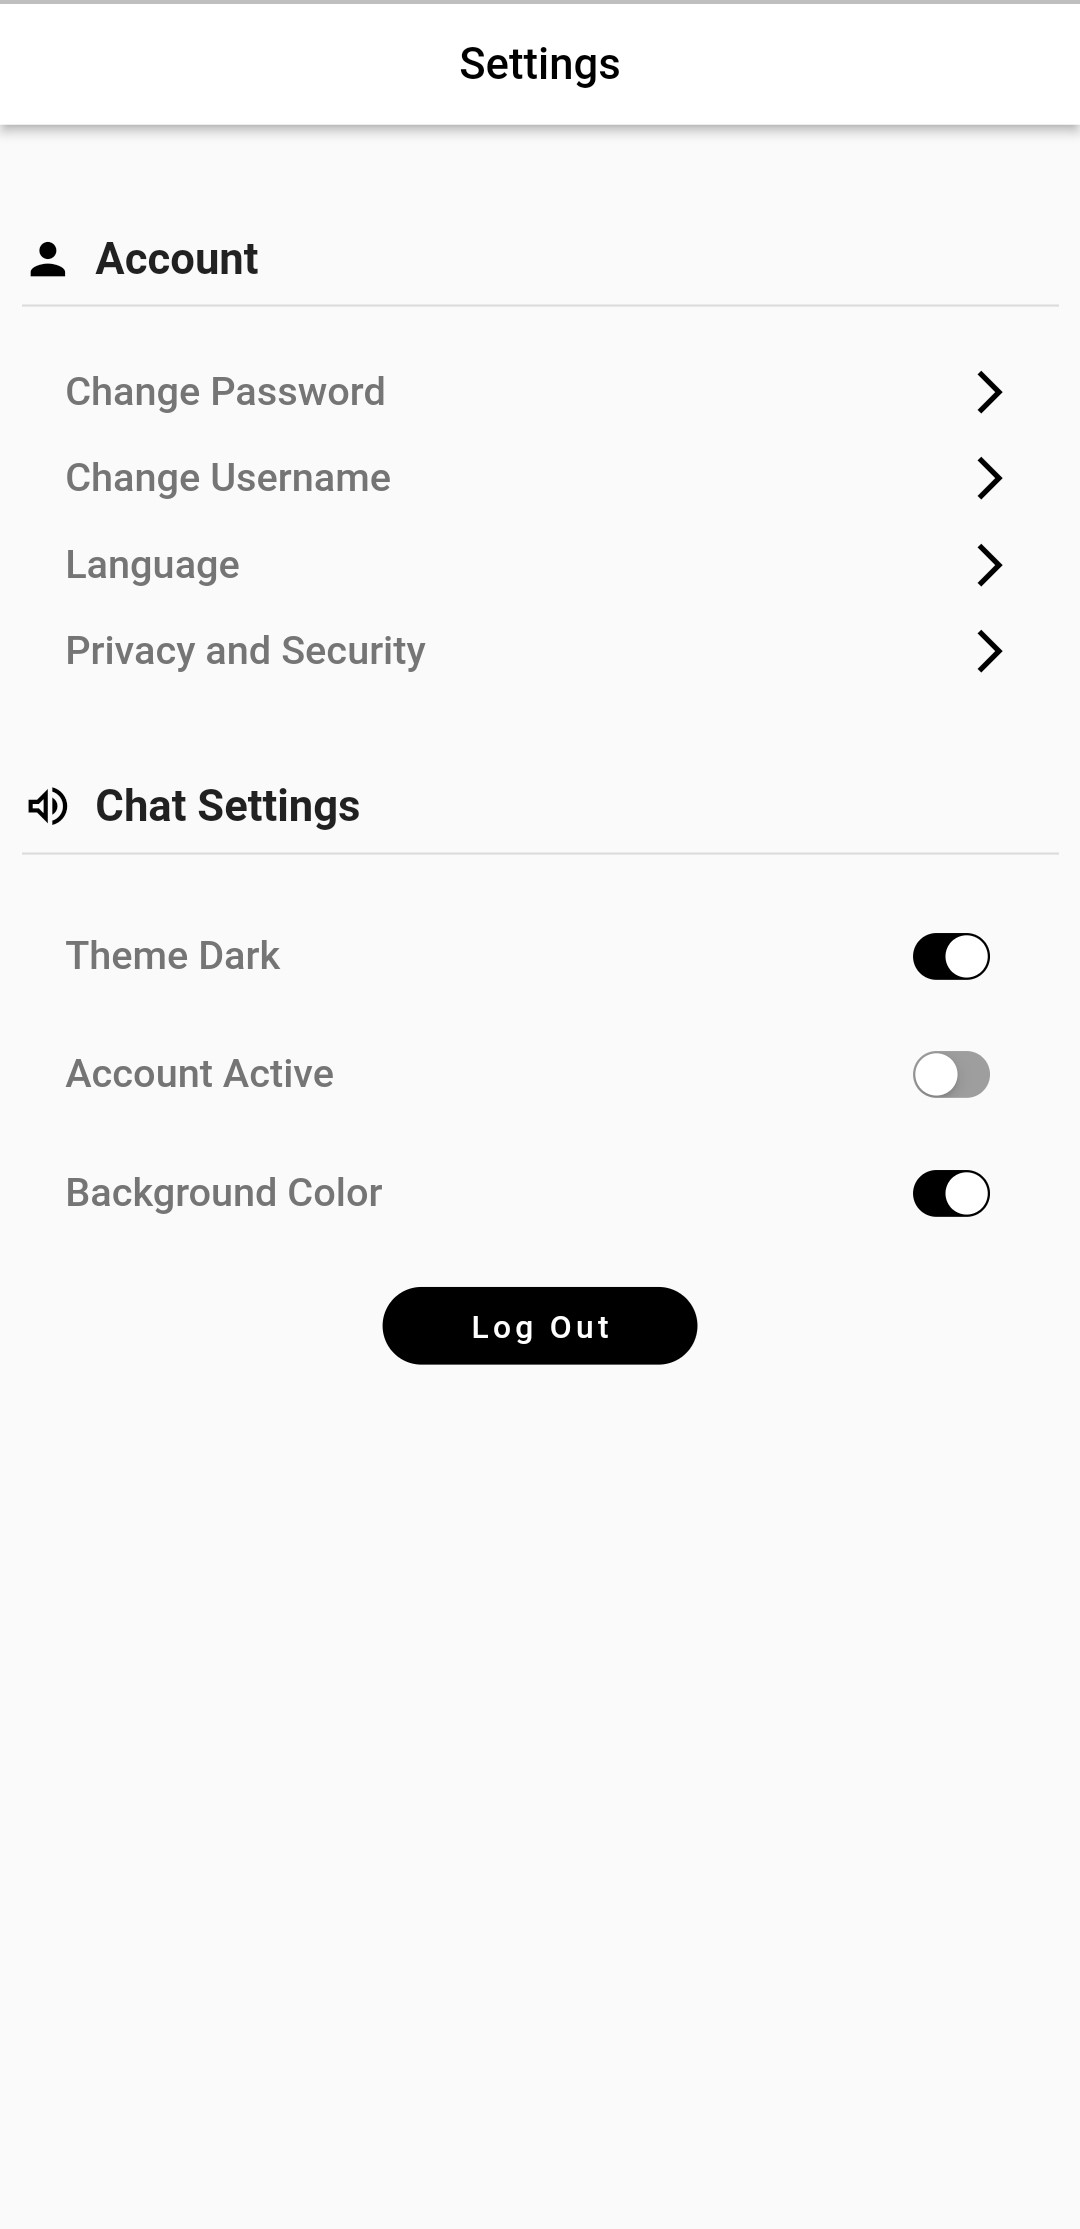 Settings
Account
Change Password
Change Username
Language
Privacy and Security
Chat Settings
Theme Dark
Account Active
Background Color
Log Out